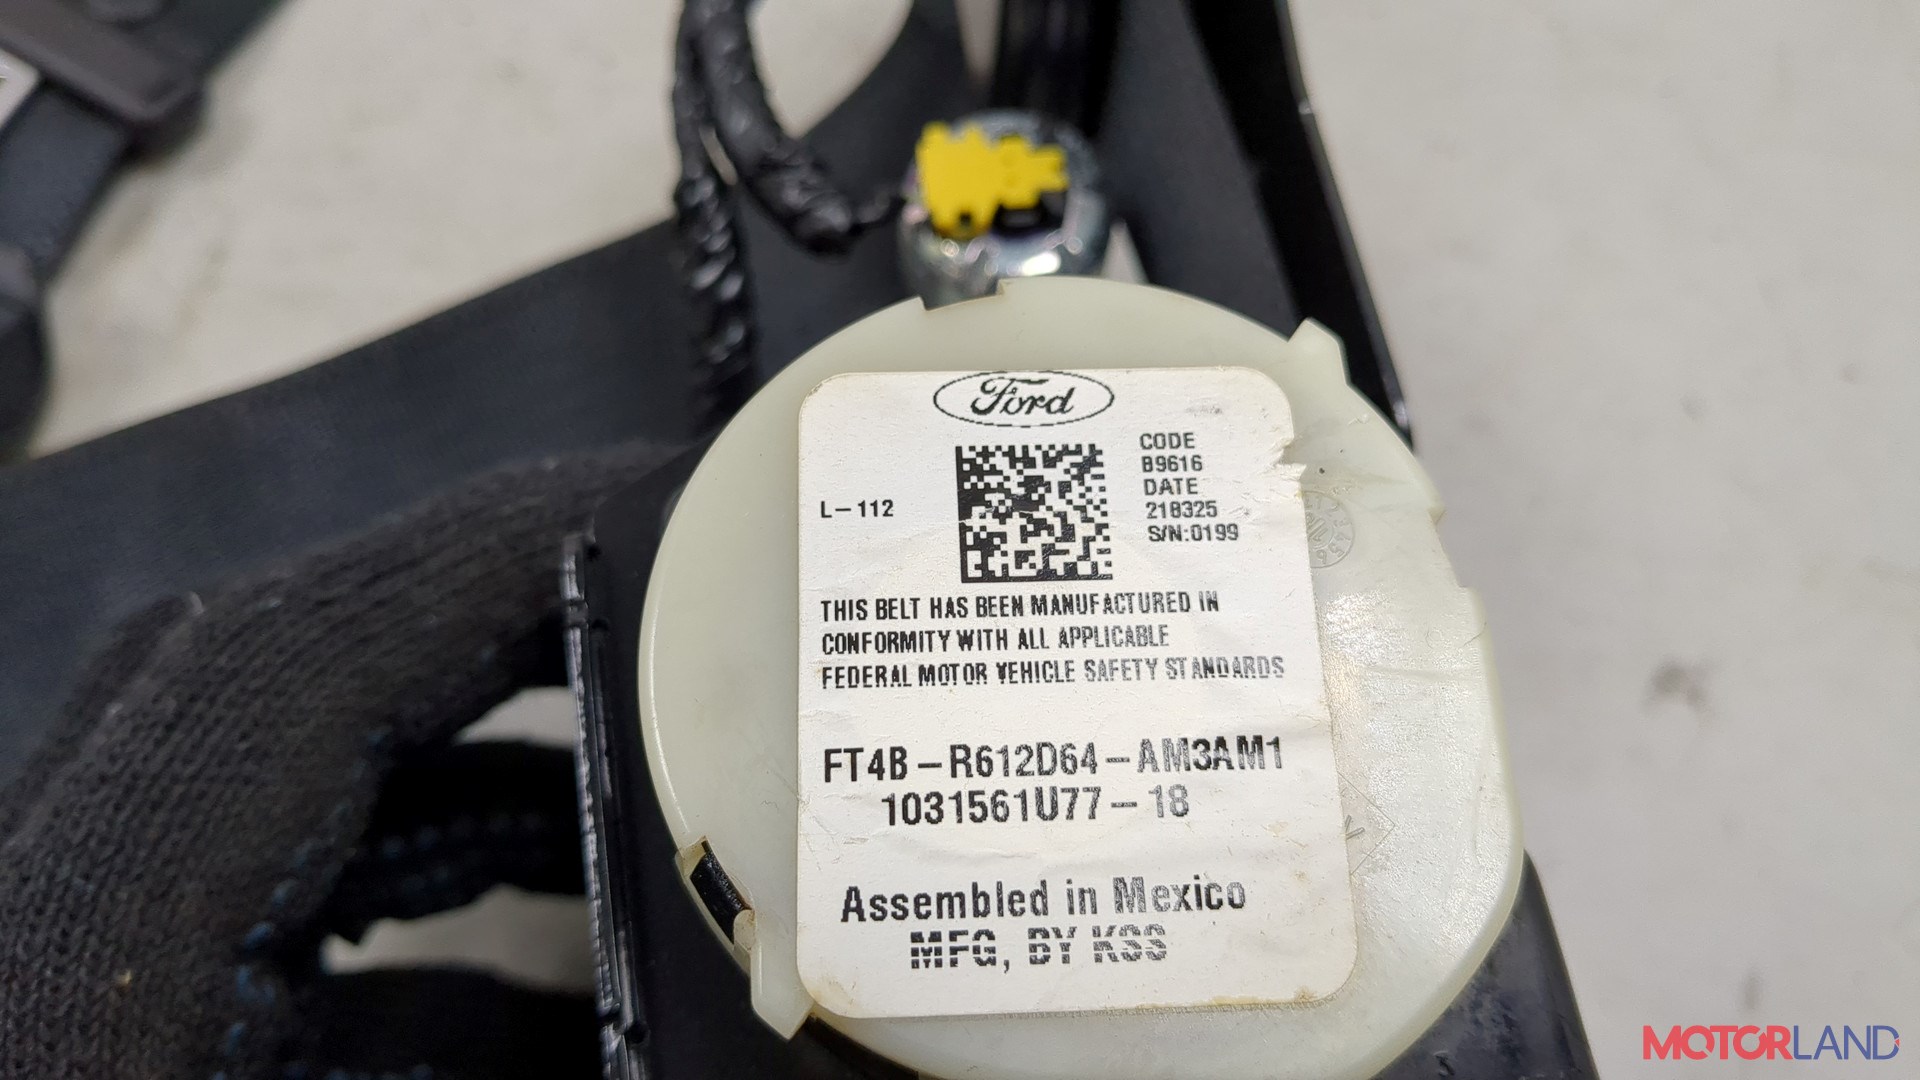 Ford
CODE
B9616
DATE
218325
S/N:0199
L-112
THIS BELT HAS BEEN MANUFACTURED IN
CONFORMITY WITH ALL APPLICABLE
FEDERAL MOTOR VEHICLE SAFETY STANDARDS
FT4B-R612D64-AM3AM1
1031561U77-18
Assembled in Mexico
MFG, BY KSS
MOTORLAND